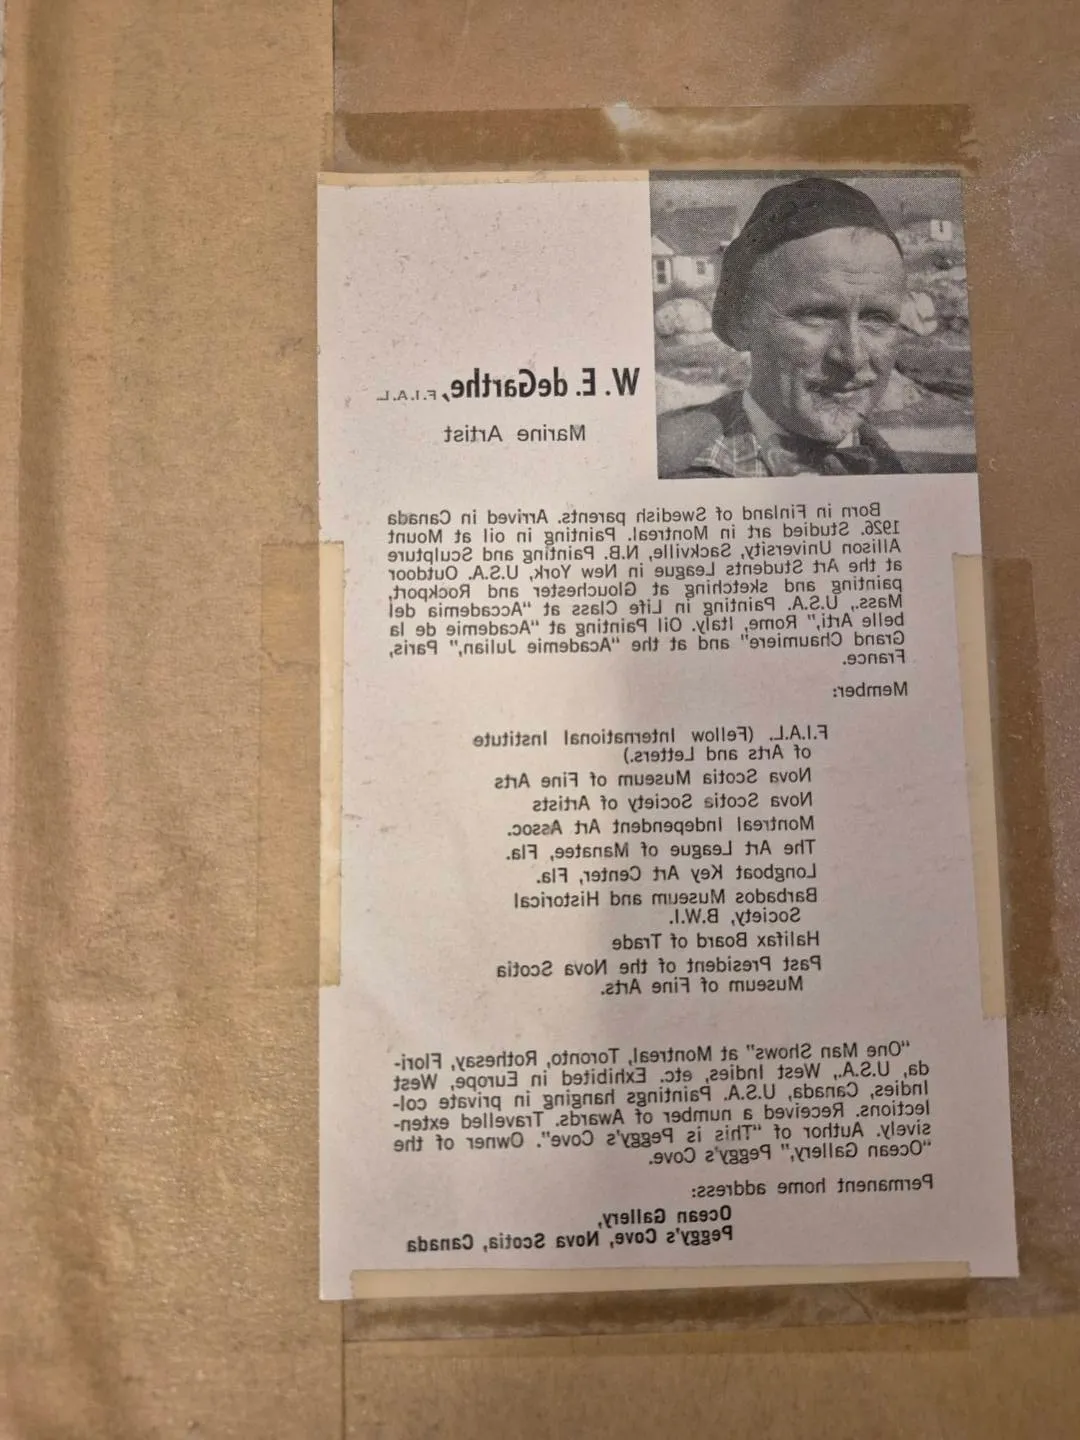 W. E. deGarthe, F.I.A.L.
Marine Artist
Born in Finland of Swedish parents. Arrived in Canada
1926. Studied art in Montreal. Painting in oil at Mount
Allison University, Sackville, N.B. Painting and Sculpture
at the Art Students League in New York, U.S.A. Outdoor
painting and sketching at Glouchester and Rockport,
Mass., U.S.A. Painting in Life Class at "Accademia del
belle Arti," Rome, Italy. Oil Painting at "Academie de la
Grand Chaumiere" and at the "Academie Julian," Paris,
France.
Member:
F.I.A.L. (Fellow International Institute
of Arts and Letters.)
Nova Scotia Museum of Fine Arts
Nova Scotia Society of Artists
Montreal Independent Art Assoc.
The Art League of Manatee, Fla.
Longboat Key Art Center, Fla.
Barbados Museum and Historical
Society, B.W.I.
Halifax Board of Trade
Past President of the Nova Scotia
Museum of Fine Arts.
"One Man Shows" at Montreal, Toronto, Rothesay, Flori-
da, U.S.A., West Indies, etc. Exhibited in Europe, West
Indies, Canada, U.S.A. Paintings hanging in private col-
lections. Received a number of Awards. Travelled exten-
sively. Author of "This is Peggy's Cove". Owner of the
"Ocean Gallery," Peggy's Cove.
Permanent home address:
Ocean Gallery,
Peggy's Cove, Nova Scotia, Canada